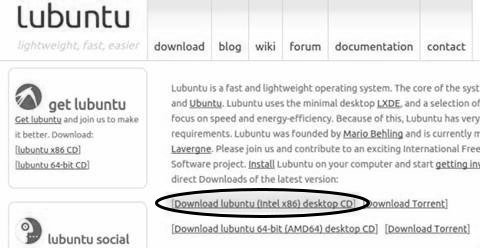 lubuntu
lightweight, fast, easier
download
blog
wiki
forum
documentation
contact
get lubuntu
Get lubuntu and join us to make
it better. Download:
[lubuntu x86 CD]
[lubuntu 64-bit CD]
lubuntu social
Lubuntu is a fast and lightweight operating system. The core of the syst
and Ubuntu. Lubuntu uses the minimal desktop LXDE, and a selection of
focus on speed and energy-efficiency. Because of this, Lubuntu has very
requirements. Lubuntu was founded by Mario Behling and is currently m
Lavergne. Please join us and contribute to an exciting International Free
Software project. Install Lubuntu on your computer and start getting inv
direct Downloads of the latest version:
[Download lubuntu (Intel x86) desktop CD] [Download Torrent]
[Download lubuntu 64-bit (AMD64) desktop CD] [Download Torrent]